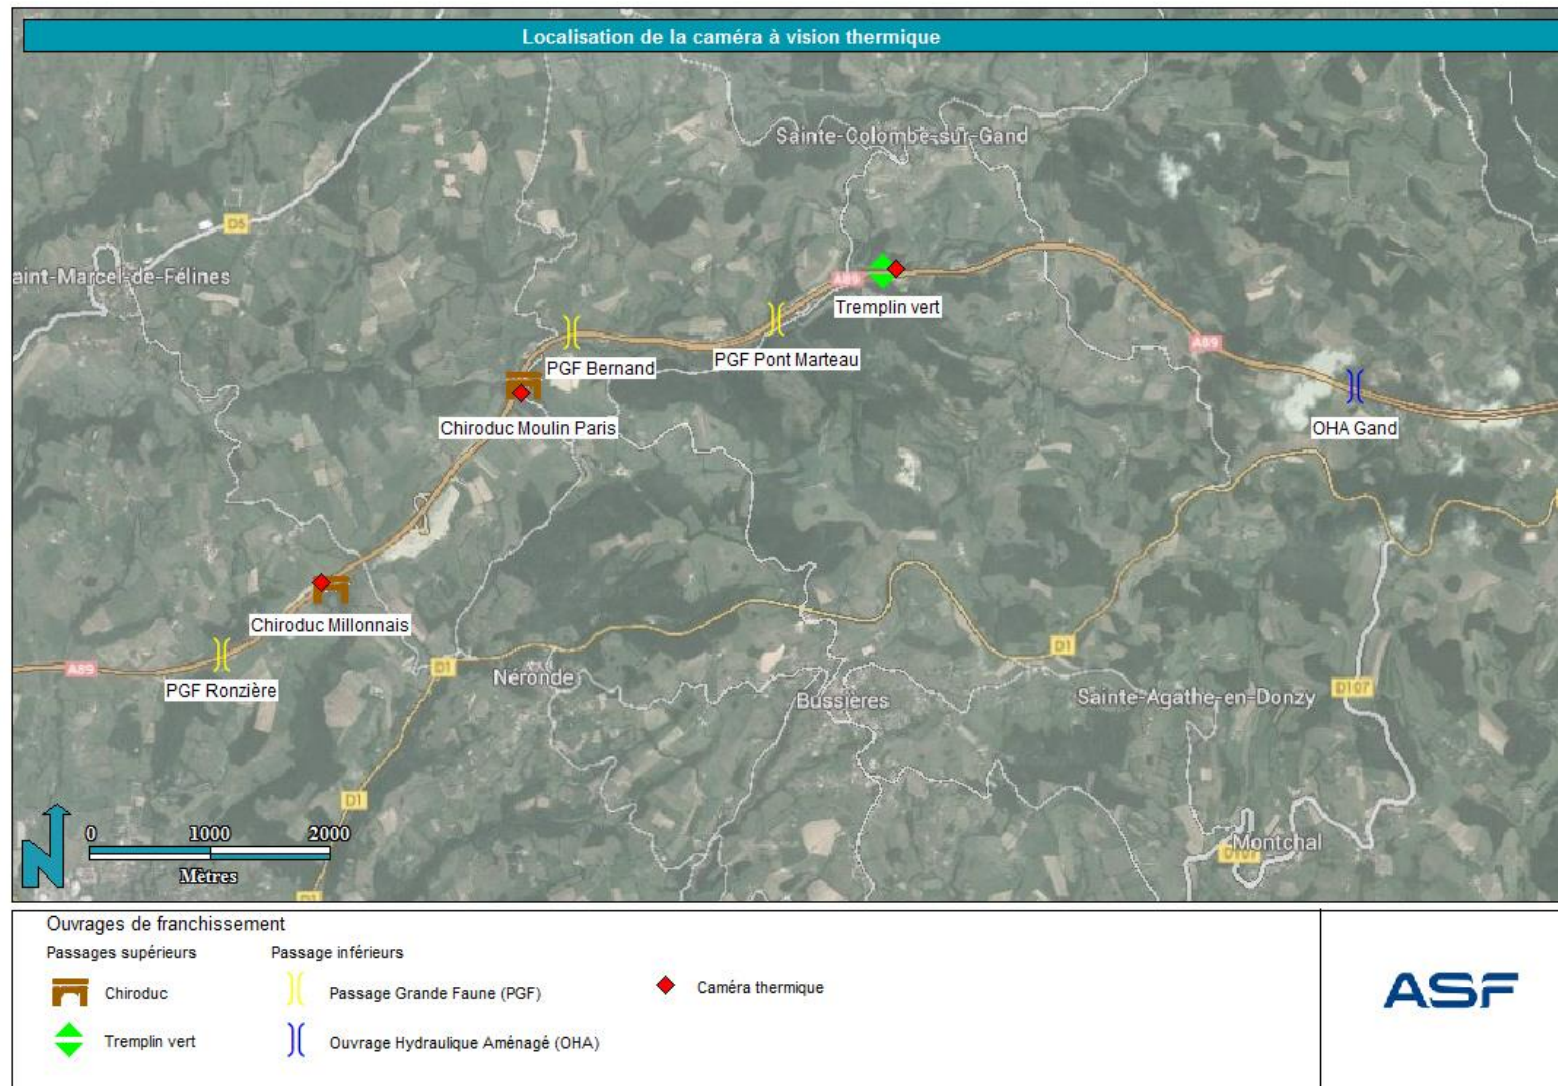 Localisation de la caméra à vision thermique
Sainte-Colombe-sur-Gand
D5
aint-Marcel-de-Félines
A89
Tremplin vert
PGF Bernand
PGF Pont Marteau
A89
Chiroduc Moulin Paris
OHA Gand
Chiroduc Millonnais
A89
PGF Ronzière
D1
Néronde
D1
Bussières
Sainte-Agathe-en-Donzy
D107
D1
0 1000 2000
Mètres
N
Montchal
D107
D1
Ouvrages de franchissement
Passages supérieurs
Passage inférieurs
Chiroduc
Passage Grande Faune (PGF)
Caméra thermique
Tremplin vert
Ouvrage Hydraulique Aménagé (OHA)
ASF